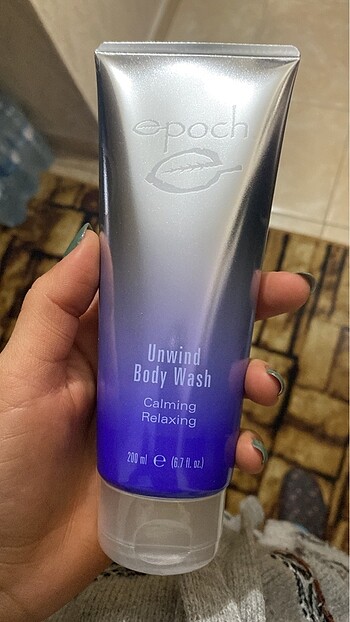 epoch
Unwind
Body Wash
Calming
Relaxing
200 ml ℮ (6.7 fl. oz.)